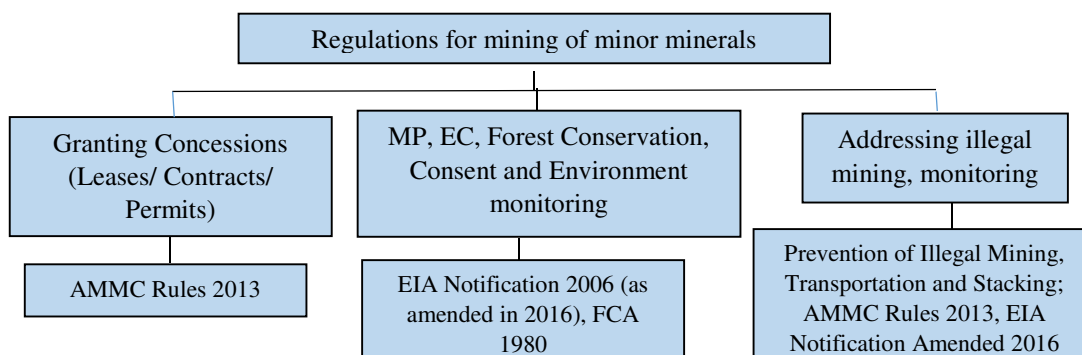 Regulations for mining of minor minerals
Granting Concessions
(Leases/ Contracts/
Permits)
MP, EC, Forest Conservation,
Consent and Environment
monitoring
Addressing illegal
mining, monitoring
AMMC Rules 2013
EIA Notification 2006 (as
amended in 2016), FCA
1980
Prevention of Illegal Mining,
Transportation and Stacking;
AMMC Rules 2013, EIA
Notification Amended 2016